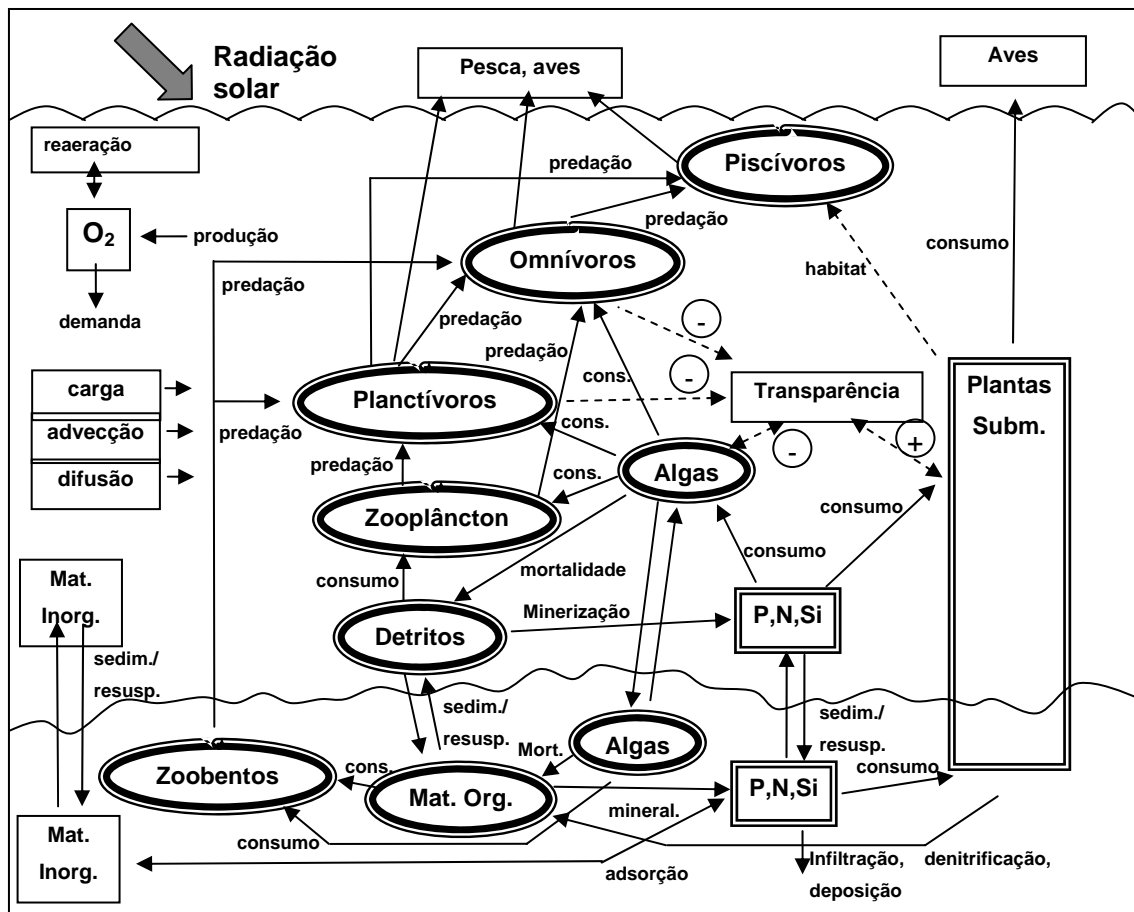 Radiação
solar
Pesca, aves
Aves
reaeração
predação
Piscívoros
predação
O₂
produção
Omnívoros
consumo
habitat
predação
demanda
predação
-
predação
cons.
-
carga
Planctívoros
Transparência
Plantas
Subm.
advecção
predação
cons.
-
+
predação
cons.
Algas
difusão
Zooplâncton
consumo
consumo
Mat.
Inorg.
consumo
mortalidade
Minerização
P,N,Si
Detritos
sedim./
resusp.
sedim./
resusp.
sedim./
resusp.
Mort.
Algas
Zoobentos
cons.
Mat. Org.
P,N,Si
consumo
mineral.
Mat.
Inorg.
consumo
adsorção
Infiltração, denitrificação,
deposição